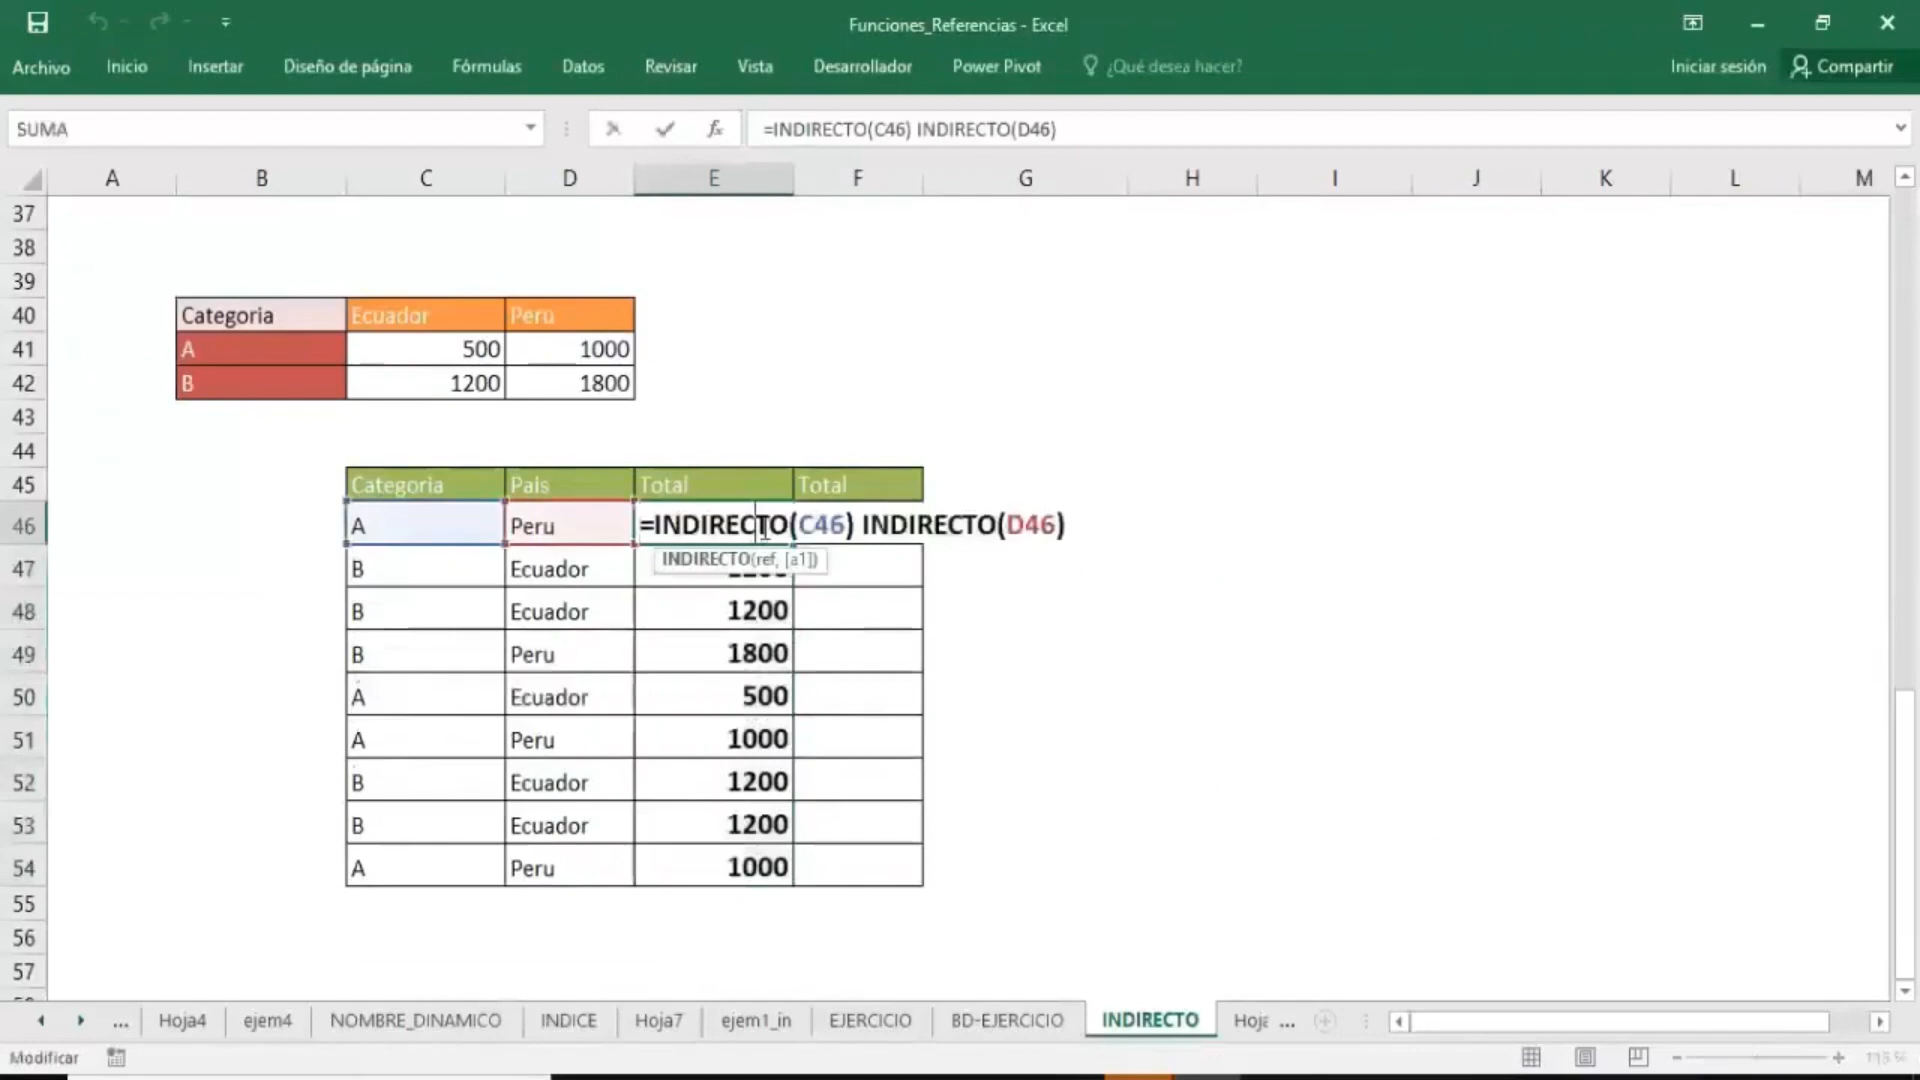 Funciones_Referencias - Excel
Archivo Inicio Insertar Diseño de página Fórmulas Datos Revisar Vista Desarrollador Power Pivot ¿Qué desea hacer? Iniciar sesión Compartir
SUMA fx =INDIRECTO(C46) INDIRECTO(D46)
A B C D E F G H I J K L M
37
38
39
40 Categoria Ecuador Peru
41 A 500 1000
42 B 1200 1800
43
44
45 Categoria Pais Total Total
46 A Peru =INDIRECTO(C46) INDIRECTO(D46)
INDIRECTO(ref, [a1])
47 B Ecuador
48 B Ecuador 1200
49 B Peru 1800
50 A Ecuador 500
51 A Peru 1000
52 B Ecuador 1200
53 B Ecuador 1200
54 A Peru 1000
55
56
57
... Hoja4 ejem4 NOMBRE_DINAMICO INDICE Hoja7 ejem1_in EJERCICIO BD-EJERCICIO INDIRECTO Hoja ...
Modificar